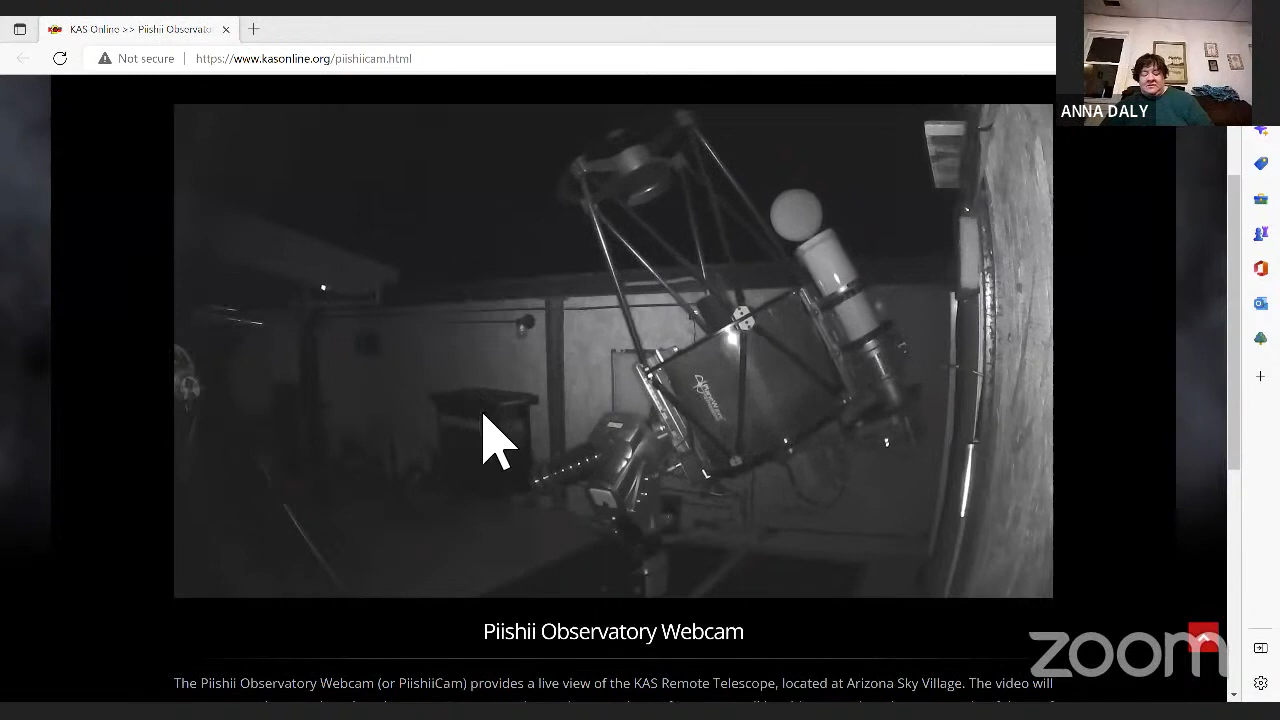 KAS Online >> Piishii Observato
Not secure
https://www.kasonline.org/piishiicam.html
ANNA DALY
PlaneWave
Piishii Observatory Webcam
zoom
The Piishii Observatory Webcam (or PiishiiCam) provides a live view of the KAS Remote Telescope, located at Arizona Sky Village. The video will